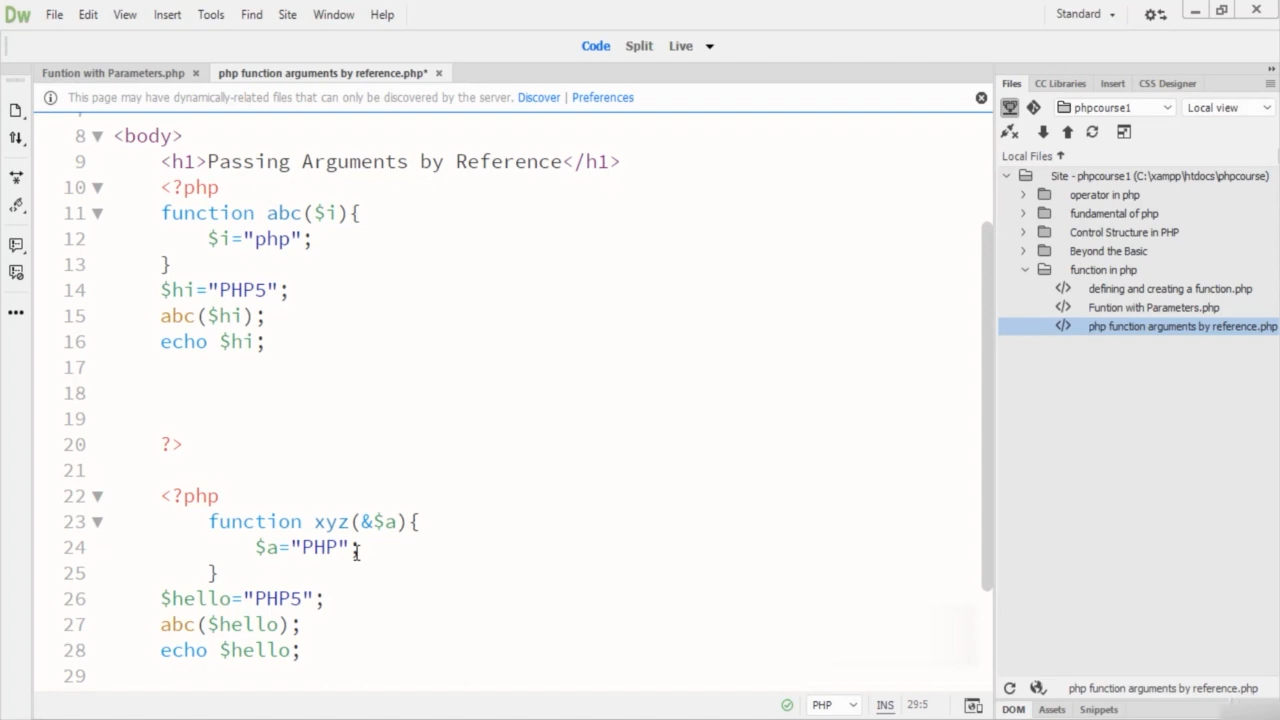 Dw File Edit View Insert Tools Find Site Window Help Standard
Code Split Live
Funtion with Parameters.php × php function arguments by reference.php* ×
This page may have dynamically-related files that can only be discovered by the server. Discover | Preferences
8 <body>
9 <h1>Passing Arguments by Reference</h1>
10 <?php
11 function abc($i){
12 $i="php";
13 }
14 $hi="PHP5";
15 abc($hi);
16 echo $hi;
17
18
19
20 ?>
21
22 <?php
23 function xyz(&$a){
24 $a="PHP";
25 }
26 $hello="PHP5";
27 abc($hello);
28 echo $hello;
29
PHP INS 29:5
Files CC Libraries Insert CSS Designer
phpcourse1 Local view
Local Files
Site - phpcourse1 (C:\xampp\htdocs\phpcourse)
operator in php
fundamental of php
Control Structure in PHP
Beyond the Basic
function in php
defining and creating a function.php
Funtion with Parameters.php
php function arguments by reference.php
php function arguments by reference.php
DOM Assets Snippets